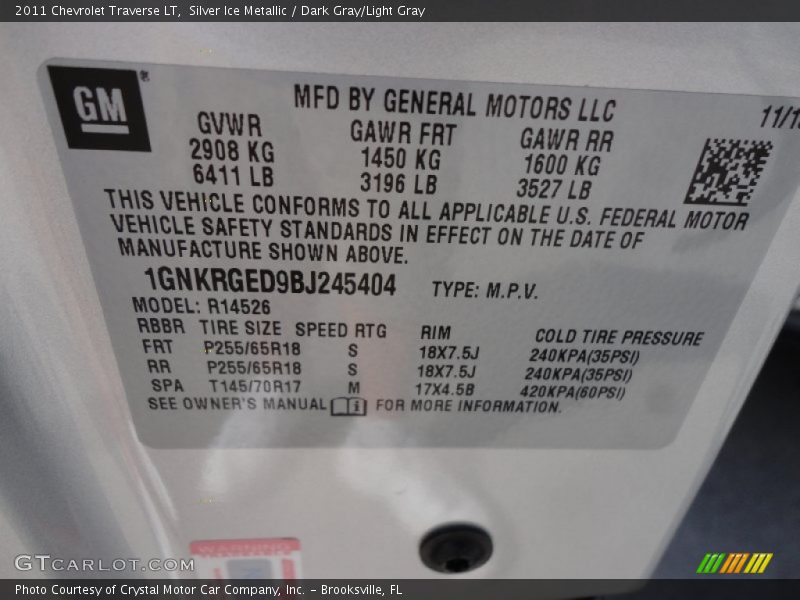 2011 Chevrolet Traverse LT,  Silver Ice Metallic / Dark Gray/Light Gray
GM®
MFD BY GENERAL MOTORS LLC
GVWR GAWR FRT GAWR RR
2908 KG 1450 KG 1600 KG
6411 LB 3196 LB 3527 LB
THIS VEHICLE CONFORMS TO ALL APPLICABLE U.S. FEDERAL MOTOR
VEHICLE SAFETY STANDARDS IN EFFECT ON THE DATE OF
MANUFACTURE SHOWN ABOVE.
1GNKRGED9BJ245404 TYPE: M.P.V.
MODEL: R14526
RBBR TIRE SIZE SPEED RTG RIM COLD TIRE PRESSURE
FRT P255/65R18 S 18X7.5J 240KPA(35PSI)
RR P255/65R18 S 18X7.5J 240KPA(35PSI)
SPA T145/70R17 M 17X4.5B 420KPA(60PSI)
SEE OWNER'S MANUAL i FOR MORE INFORMATION.
GTCARLOT.COM
Photo Courtesy of Crystal Motor Car Company, Inc. – Brooksville, FL